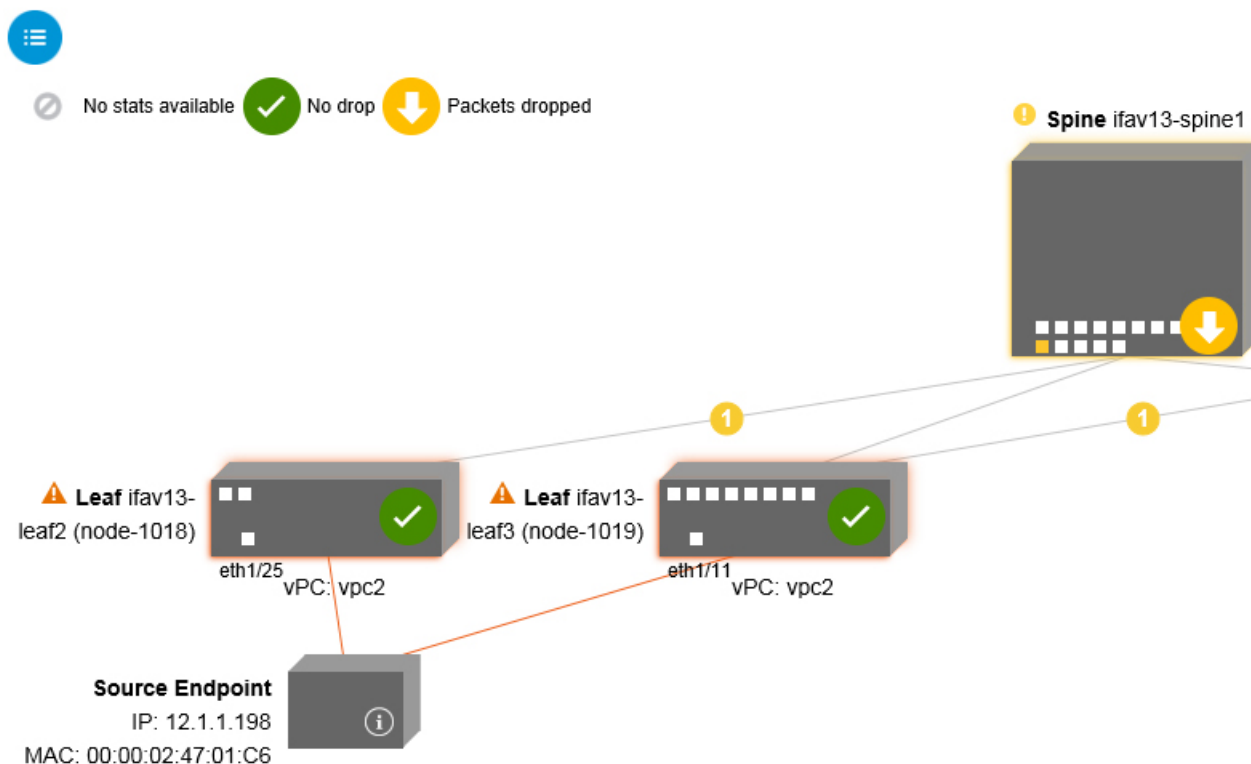 No stats available No drop Packets dropped
Spine ifav13-spine1
1
1
Leaf ifav13-
leaf2 (node-1018)
Leaf ifav13-
leaf3 (node-1019)
eth1/25
vPC: vpc2
eth1/11
vPC: vpc2
Source Endpoint
IP: 12.1.1.198
MAC: 00:00:02:47:01:C6